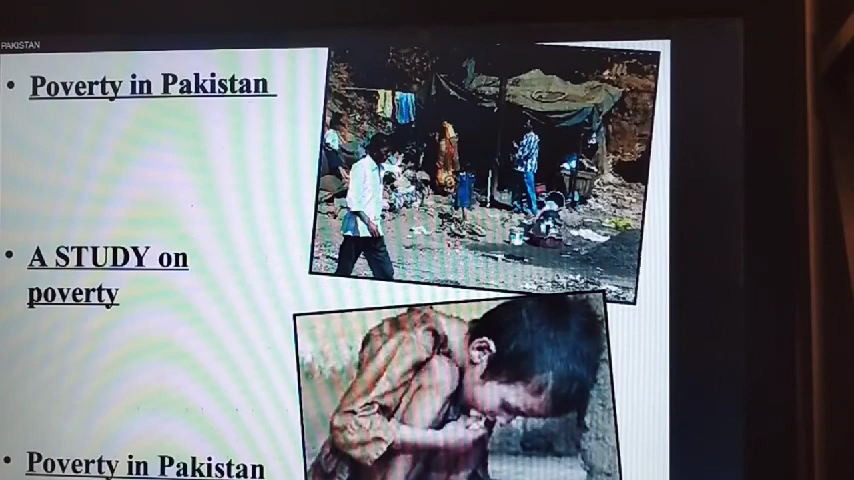 PAKISTAN
• Poverty in Pakistan
• A STUDY on
poverty
• Poverty in Pakistan